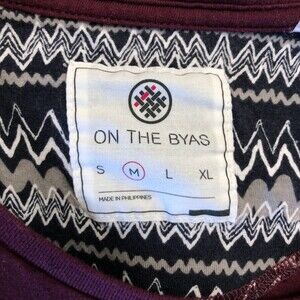 ON THE BYAS
S M L XL
MADE IN PHILIPPINES